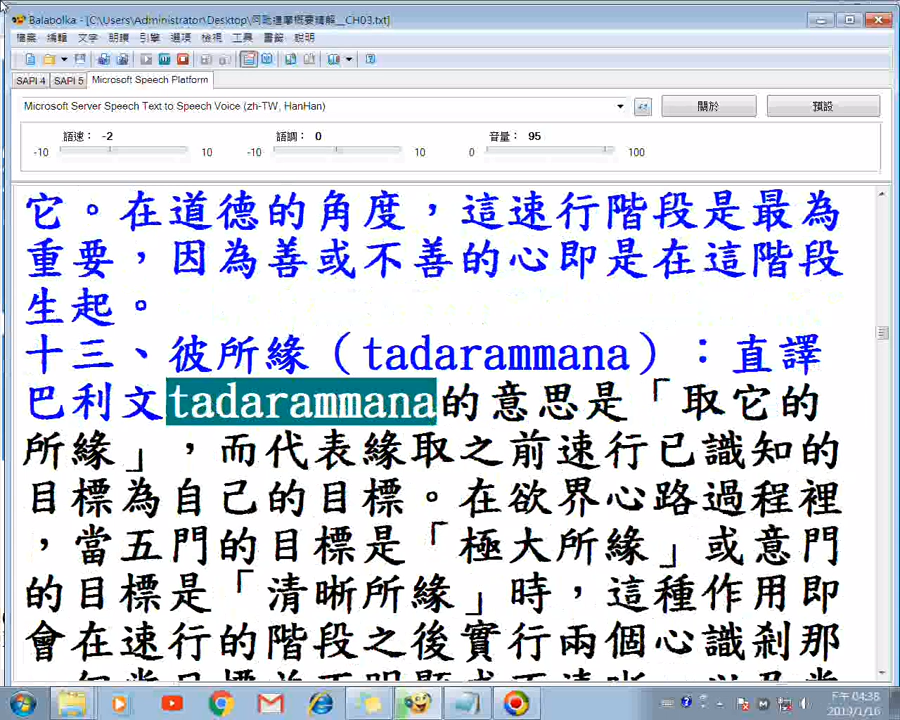 Balabolka - [C:\Users\Administraton\Desktop\阿毗達摩概要精解__CH03.txt]
檔案 編輯 文字 朗讀 引擎 選項 檢視 工具 書籤 說明
SAPI 4 SAPI 5 Microsoft Speech Platform
Microsoft Server Speech Text to Speech Voice (zh-TW, HanHan) 關於 預設
語速： -2 語調： 0 音量： 95
-10 10 -10 10 0 100
它。在道德的角度，這速行階段是最為
重要，因為善或不善的心即是在這階段
生起。
十三、彼所緣（tadarammana）：直譯
巴利文tadarammana的意思是「取它的
所緣」，而代表緣取之前速行已識知的
目標為自己的目標。在欲界心路過程裡
，當五門的目標是「極大所緣」或意門
的目標是「清晰所緣」時，這種作用即
會在速行的階段之後實行兩個心識剎那
下午 04:38
2019/1/16